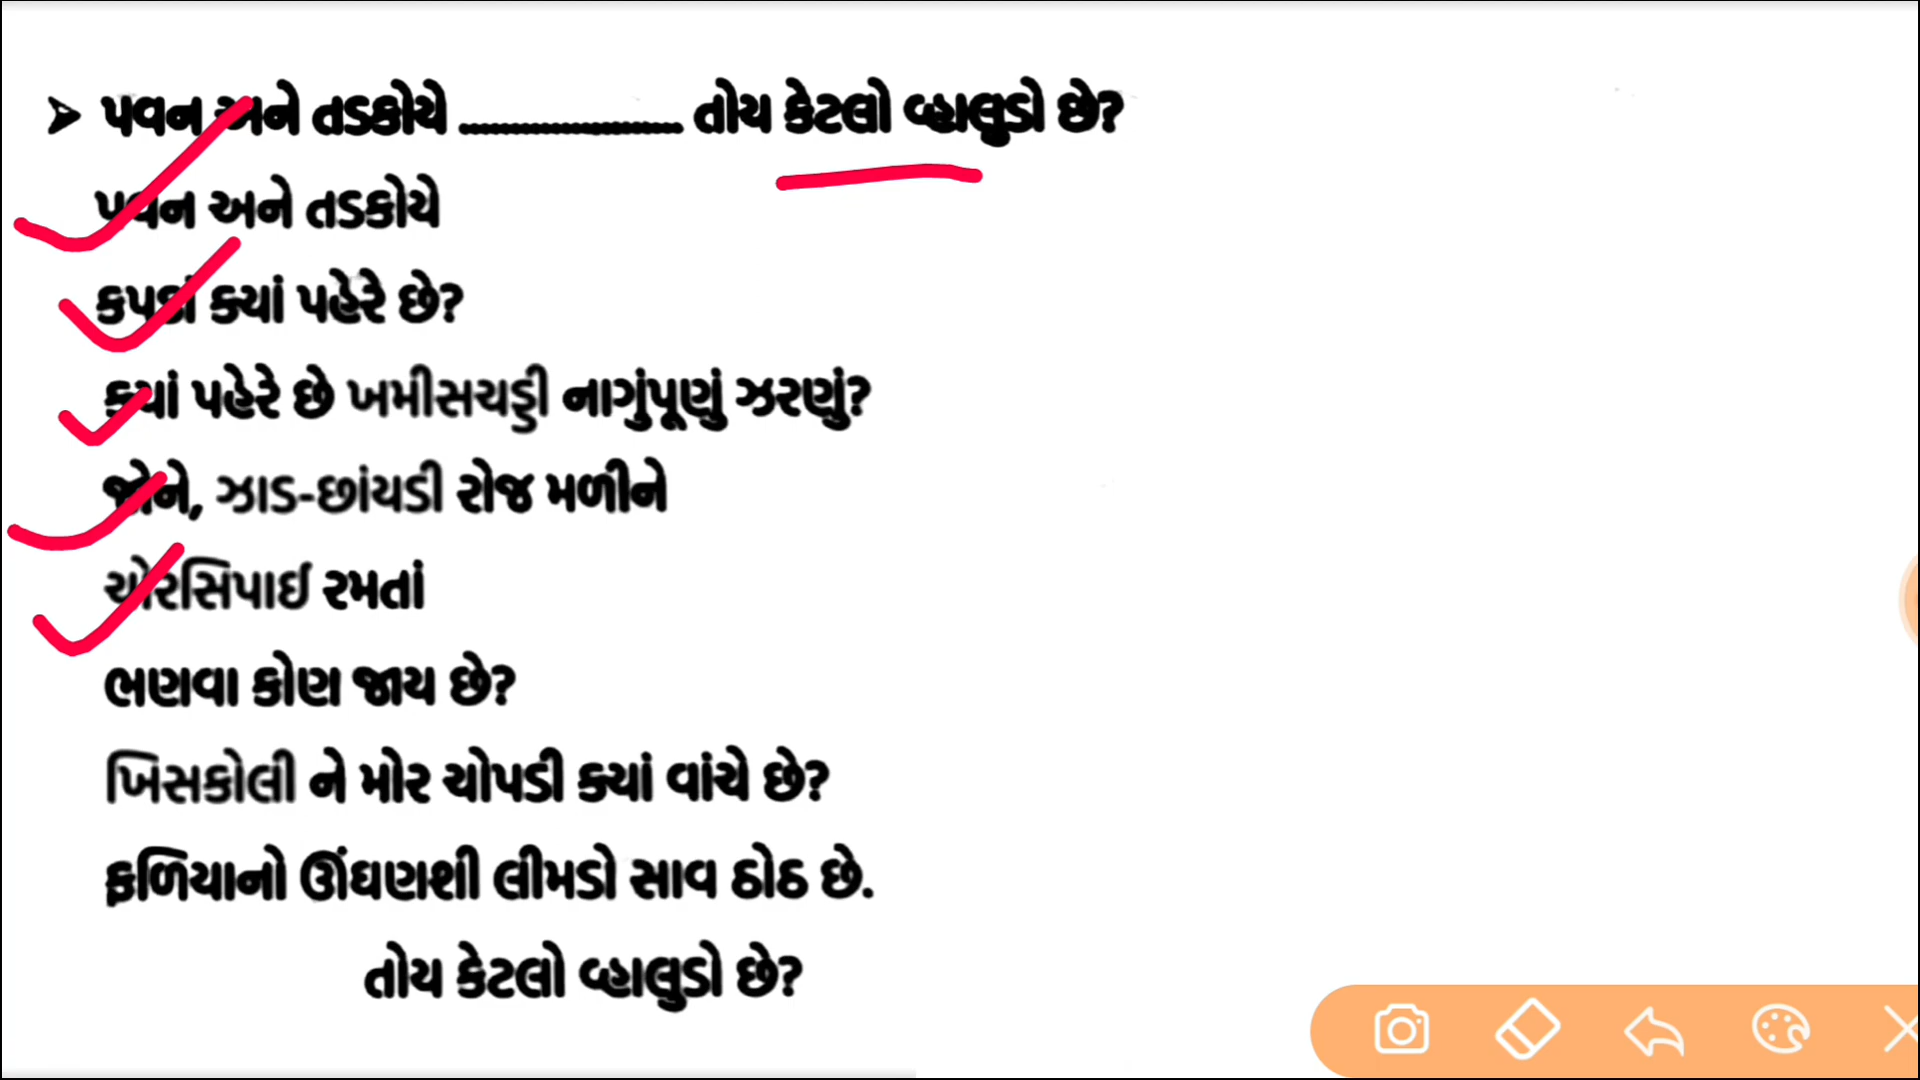 ➢ પવન અને તડકોયે .................... તોય કેટલો વ્હાલુડો છે?
પવન અને તડકોયે
કપડાં ક્યાં પહેરે છે?
ક્યાં પહેરે છે ખમીસચડ્ડી નાગુંપૂણું ઝરણું?
જોને, ઝાડ-છાંયડી રોજ મળીને
ચોરસિપાઈ રમતાં
ભણવા કોણ જાય છે?
ખિસકોલી ને મોર ચોપડી ક્યાં વાંચે છે?
ફળિયાનો ઊંઘણશી લીમડો સાવ ઠોઠ છે.
તોય કેટલો વ્હાલુડો છે?